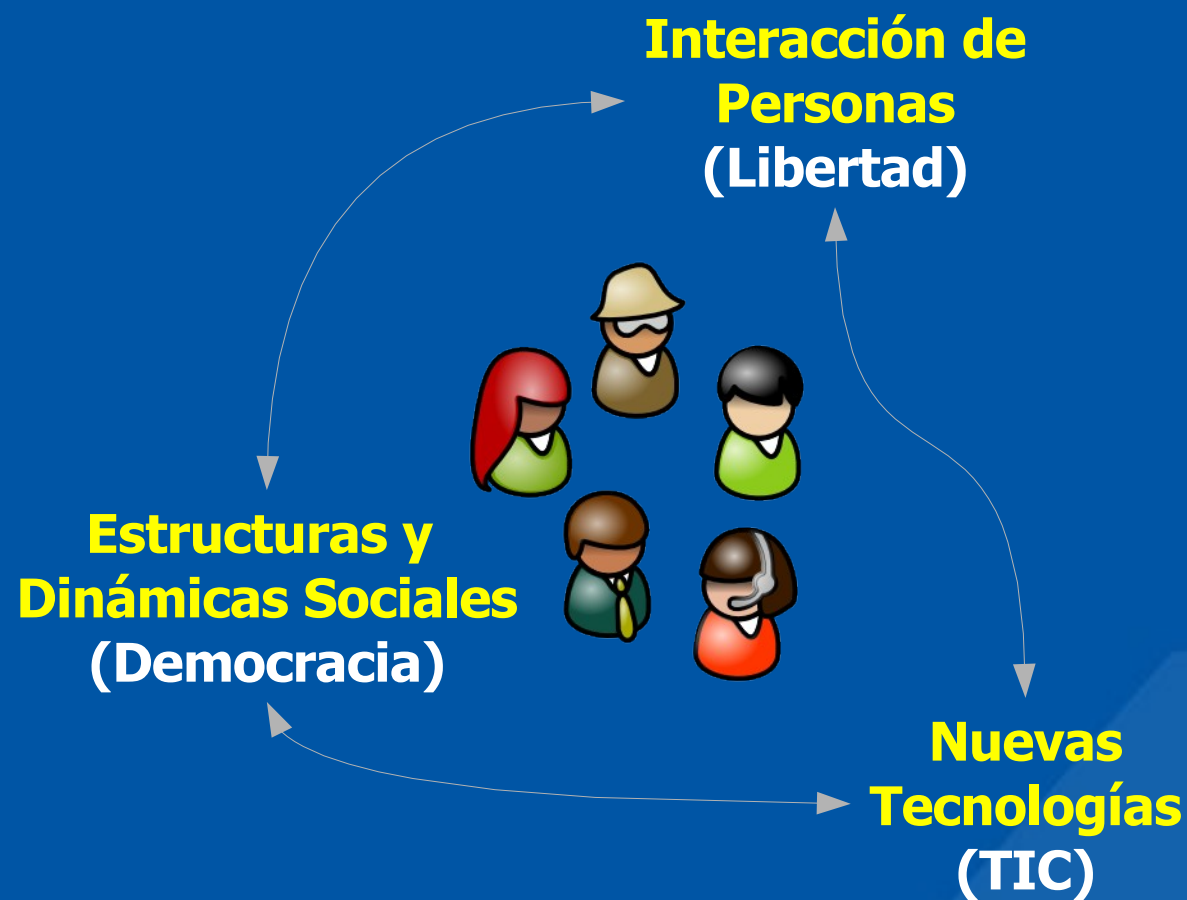 Interacción de
Personas
(Libertad)
Estructuras y
Dinámicas Sociales
(Democracia)
Nuevas
Tecnologías
(TIC)